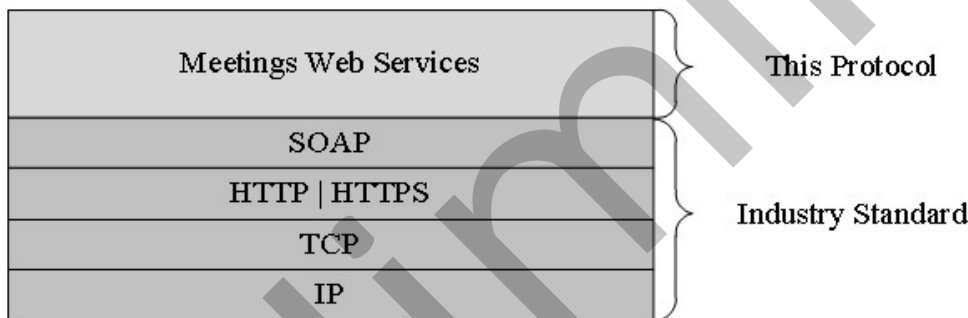 Meetings Web Services
This Protocol
SOAP
HTTP | HTTPS
Industry Standard
TCP
IP